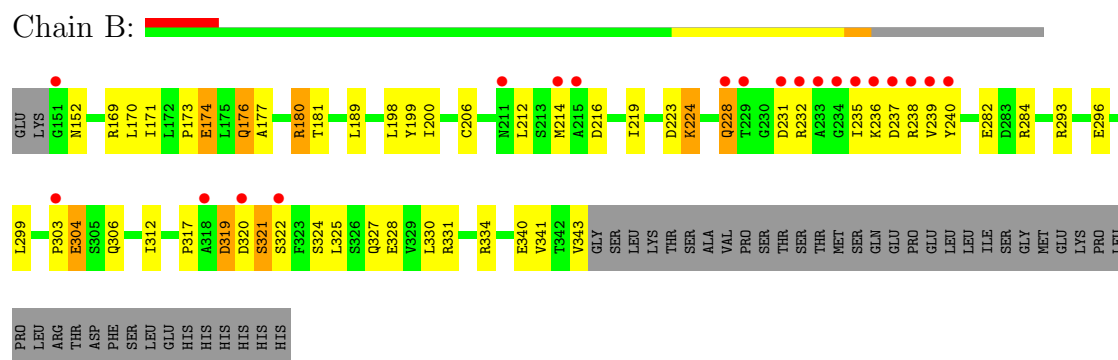 Chain B:
GLU LYS G151 N152 R169 L170 I171 L172 P173 E174 L175 Q176 A177 R180 T181 L189 L198 Y199 I200 C206 N211 L212 S213 M214 A215 D216 I219 D223 K224 Q228 T229 G230 D231 R232 A233 G234 I235 K236 D237 R238 V239 Y240 E282 D283 R284 R293 E296
L299 P303 E304 S305 Q306 I312 P317 A318 D319 D320 S321 S322 F323 S324 L325 S326 Q327 E328 V329 L330 R331 R334 E340 V341 T342 V343 GLY SER LEU LYS THR SER ALA VAL PRO SER THR SER THR MET SER GLN GLU PRO GLU LEU LEU ILE SER GLY MET GLU LYS PRO LEU
PRO LEU ARG THR ASP PHE SER LEU GLU HIS HIS HIS HIS HIS HIS